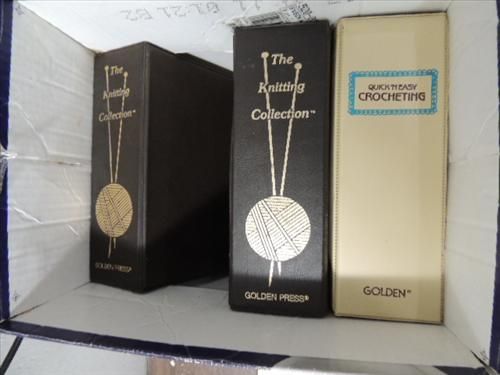 The
Knitting
Collection™
GOLDEN PRESS®
The
Knitting
Collection™
GOLDEN PRESS®
QUICK 'N EASY
CROCHETING
GOLDEN™